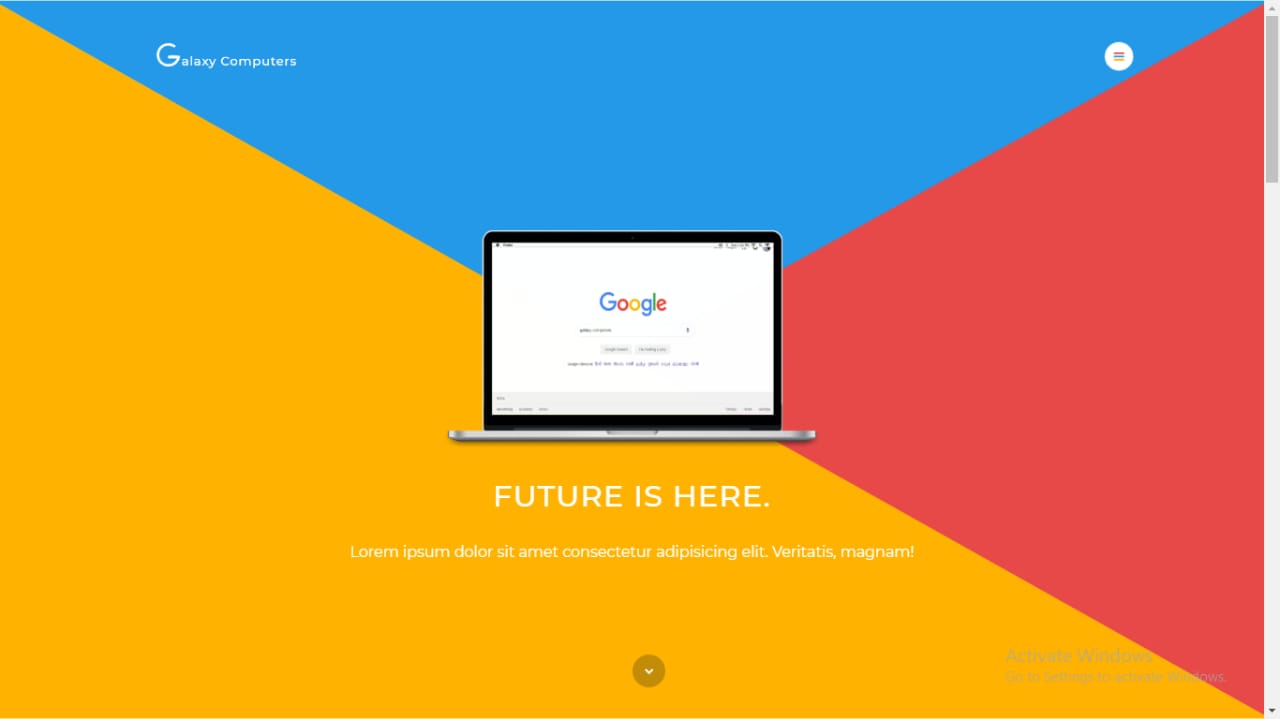 Galaxy Computers
Google
Google Search I'm Feeling Lucky
FUTURE IS HERE.
Lorem ipsum dolor sit amet consectetur adipisicing elit. Veritatis, magnam!
Activate Windows
Go to Settings to activate Windows.